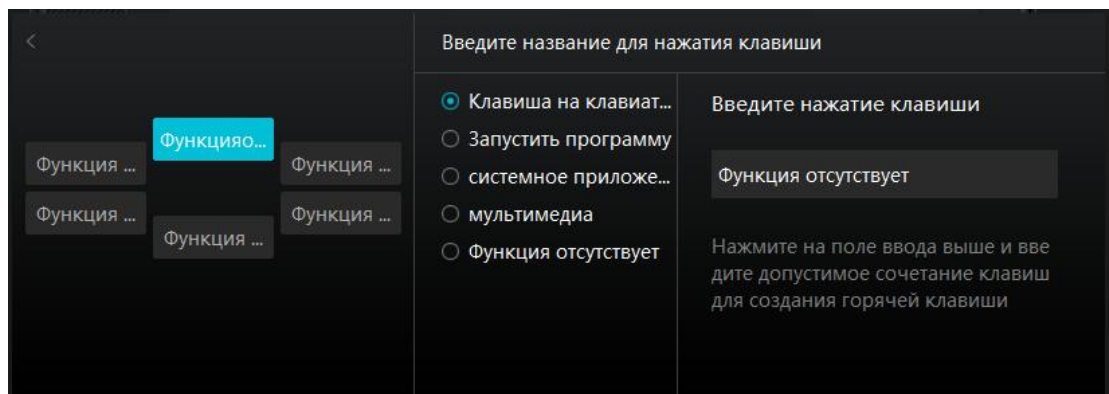 <
Введите название для нажатия клавиши
Функция ...
Функцияо...
Функция ...
Функция ...
Функция ...
Функция ...
Клавиша на клавиат...
Запустить программу
системное приложе...
мультимедиа
Функция отсутствует
Введите нажатие клавиши
Функция отсутствует
Нажмите на поле ввода выше и вве
дите допустимое сочетание клавиш
для создания горячей клавиши